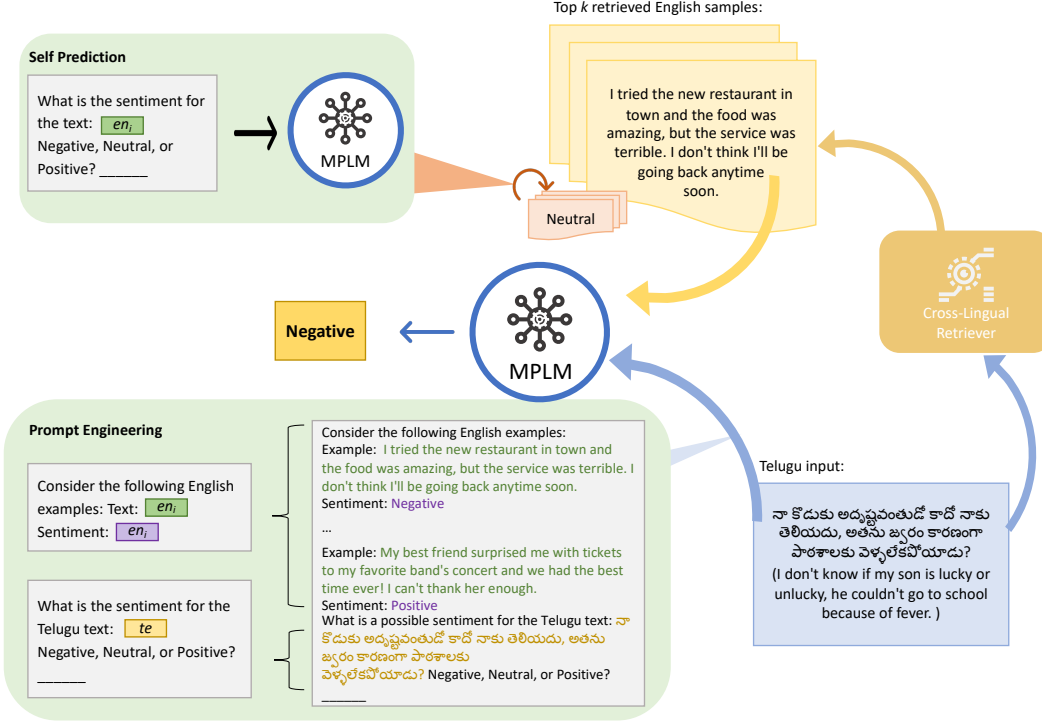 Top k retrieved English samples:
Self Prediction
What is the sentiment for
the text: en_i
Negative, Neutral, or
Positive? ______
MPLM
I tried the new restaurant in
town and the food was
amazing, but the service was
terrible. I don't think I'll be
going back anytime
soon.
Neutral
Cross-Lingual
Retriever
Negative
MPLM
Prompt Engineering
Consider the following English
examples: Text: en_i
Sentiment: en_i
What is the sentiment for the
Telugu text: te
Negative, Neutral, or Positive?
______
Consider the following English examples:
Example: I tried the new restaurant in town and
the food was amazing, but the service was terrible. I
don't think I'll be going back anytime soon.
Sentiment: Negative
...
Example: My best friend surprised me with tickets
to my favorite band's concert and we had the best
time ever! I can't thank her enough.
Sentiment: Positive
What is a possible sentiment for the Telugu text: నా
కొడుకు అదృష్టవంతుడో కాదో నాకు తెలియదు, అతను
జ్వరం కారణంగా పాఠశాలకు
వెళ్ళలేకపోయాడు? Negative, Neutral, or Positive?
______
Telugu input:
నా కొడుకు అదృష్టవంతుడో కాదో నాకు
తెలియదు, అతను జ్వరం కారణంగా
పాఠశాలకు వెళ్ళలేకపోయాడు?
(I don't know if my son is lucky or
unlucky, he couldn't go to school
because of fever. )